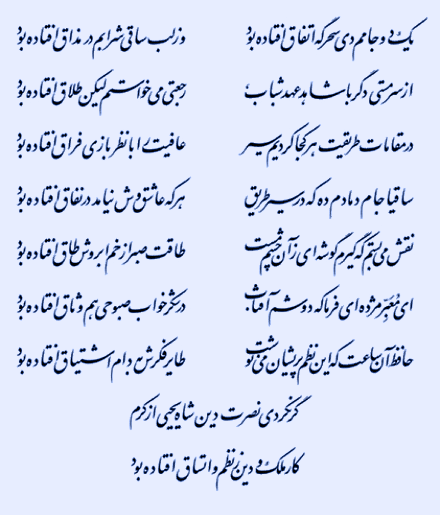 یک دو جامم دی سحرگه اتفاق افتاده بود وز لب ساقی شرابم در مذاق افتاده بود
از سر مستی دگر با شاهد عهد شباب رجعتی می‌خواستم لیکن طلاق افتاده بود
در مقامات طریقت هر کجا کردیم سیر عافیت را با نظربازی فراق افتاده بود
ساقیا جام دمادم ده که در سیر طریق هر که عاشق وش نیامد در نفاق افتاده بود
نقش می‌بستم که گیرم گوشه‌ای زان چشم مست طاقت صبر از خم ابروش طاق افتاده بود
ای مُعَبِّر مژده‌ای فرما که دوشم آفتاب در شکرخواب صبوحی هم وثاق افتاده بود
حافظ آن ساعت که این نظم پریشان می‌نوشت طایر فکرش به دام اشتیاق افتاده بود
گر نکردی نصرت دین شاه یحیی از کرم
کار ملک و دین ز نظم و اتساق افتاده بود